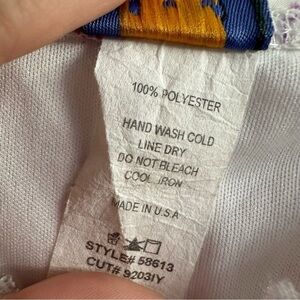 100% POLYESTER
HAND WASH COLD
LINE DRY
DO NOT BLEACH
COOL IRON
MADE IN U.S.A
STYLE# 58613
CUT# 9203IY